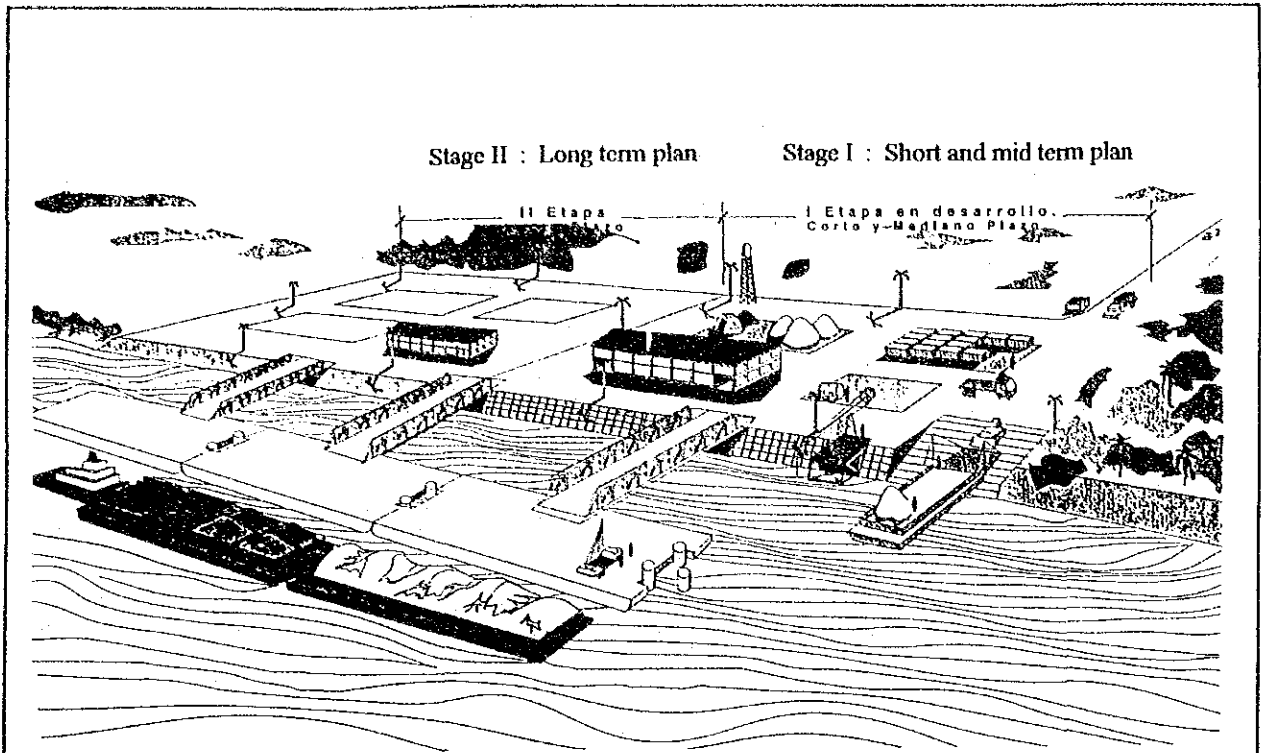 Stage II : Long term plan
Stage I : Short and mid term plan
II Etapa
I Etapa en desarrollo.
Corto y Mediano Plazo